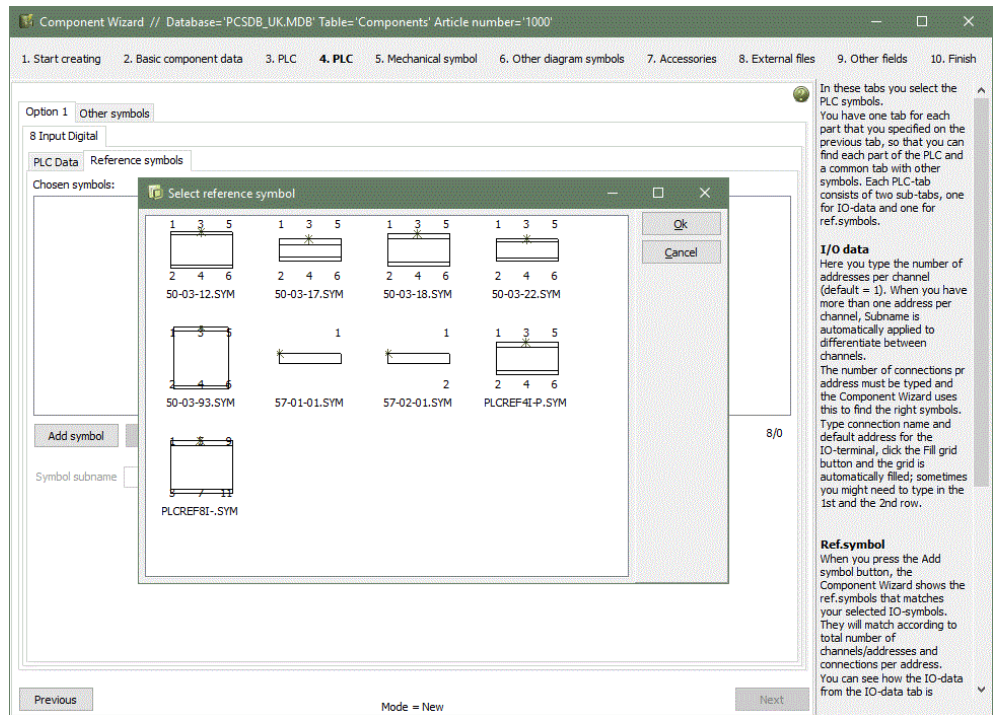 Component Wizard // Database='PCSDB_UK.MDB' Table='Components' Article number='1000'
1. Start creating 2. Basic component data 3. PLC 4. PLC 5. Mechanical symbol 6. Other diagram symbols 7. Accessories 8. External files 9. Other fields 10. Finish
Option 1 Other symbols
8 Input Digital
PLC Data Reference symbols
Chosen symbols:
Select reference symbol
1 3 5 1 3 5 1 3 5 1 3 5
2 4 6 2 4 6 2 4 6 2 4 6
50-03-12.SYM 50-03-17.SYM 50-03-18.SYM 50-03-22.SYM
1 3 5 1 1 1 3 5
2 4 6 2 2 4 6
50-03-93.SYM 57-01-01.SYM 57-02-01.SYM PLCREF4I-P.SYM
1 5 9
3 7 11
PLCREF8I-.SYM
Ok
Cancel
Add symbol
8/0
Symbol subname
Previous
Mode = New
Next
In these tabs you select the
PLC symbols.
You have one tab for each
part that you specified on the
previous tab, so that you can
find each part of the PLC and
a common tab with other
symbols. Each PLC-tab
consists of two sub-tabs, one
for IO-data and one for
ref.symbols.
I/O data
Here you type the number of
addresses per channel
(default = 1). When you have
more than one address per
channel, Subname is
automatically applied to
differentiate between
channels.
The number of connections pr
address must be typed and
the Component Wizard uses
this to find the right symbols.
Type connection name and
default address for the
IO-terminal, click the Fill grid
button and the grid is
automatically filled; sometimes
you might need to type in the
1st and the 2nd row.
Ref.symbol
When you press the Add
symbol button, the
Component Wizard shows the
ref.symbols that matches
your selected IO-symbols.
They will match according to
total number of
channels/addresses and
connections per address.
You can see how the IO-data
from the IO-data tab is